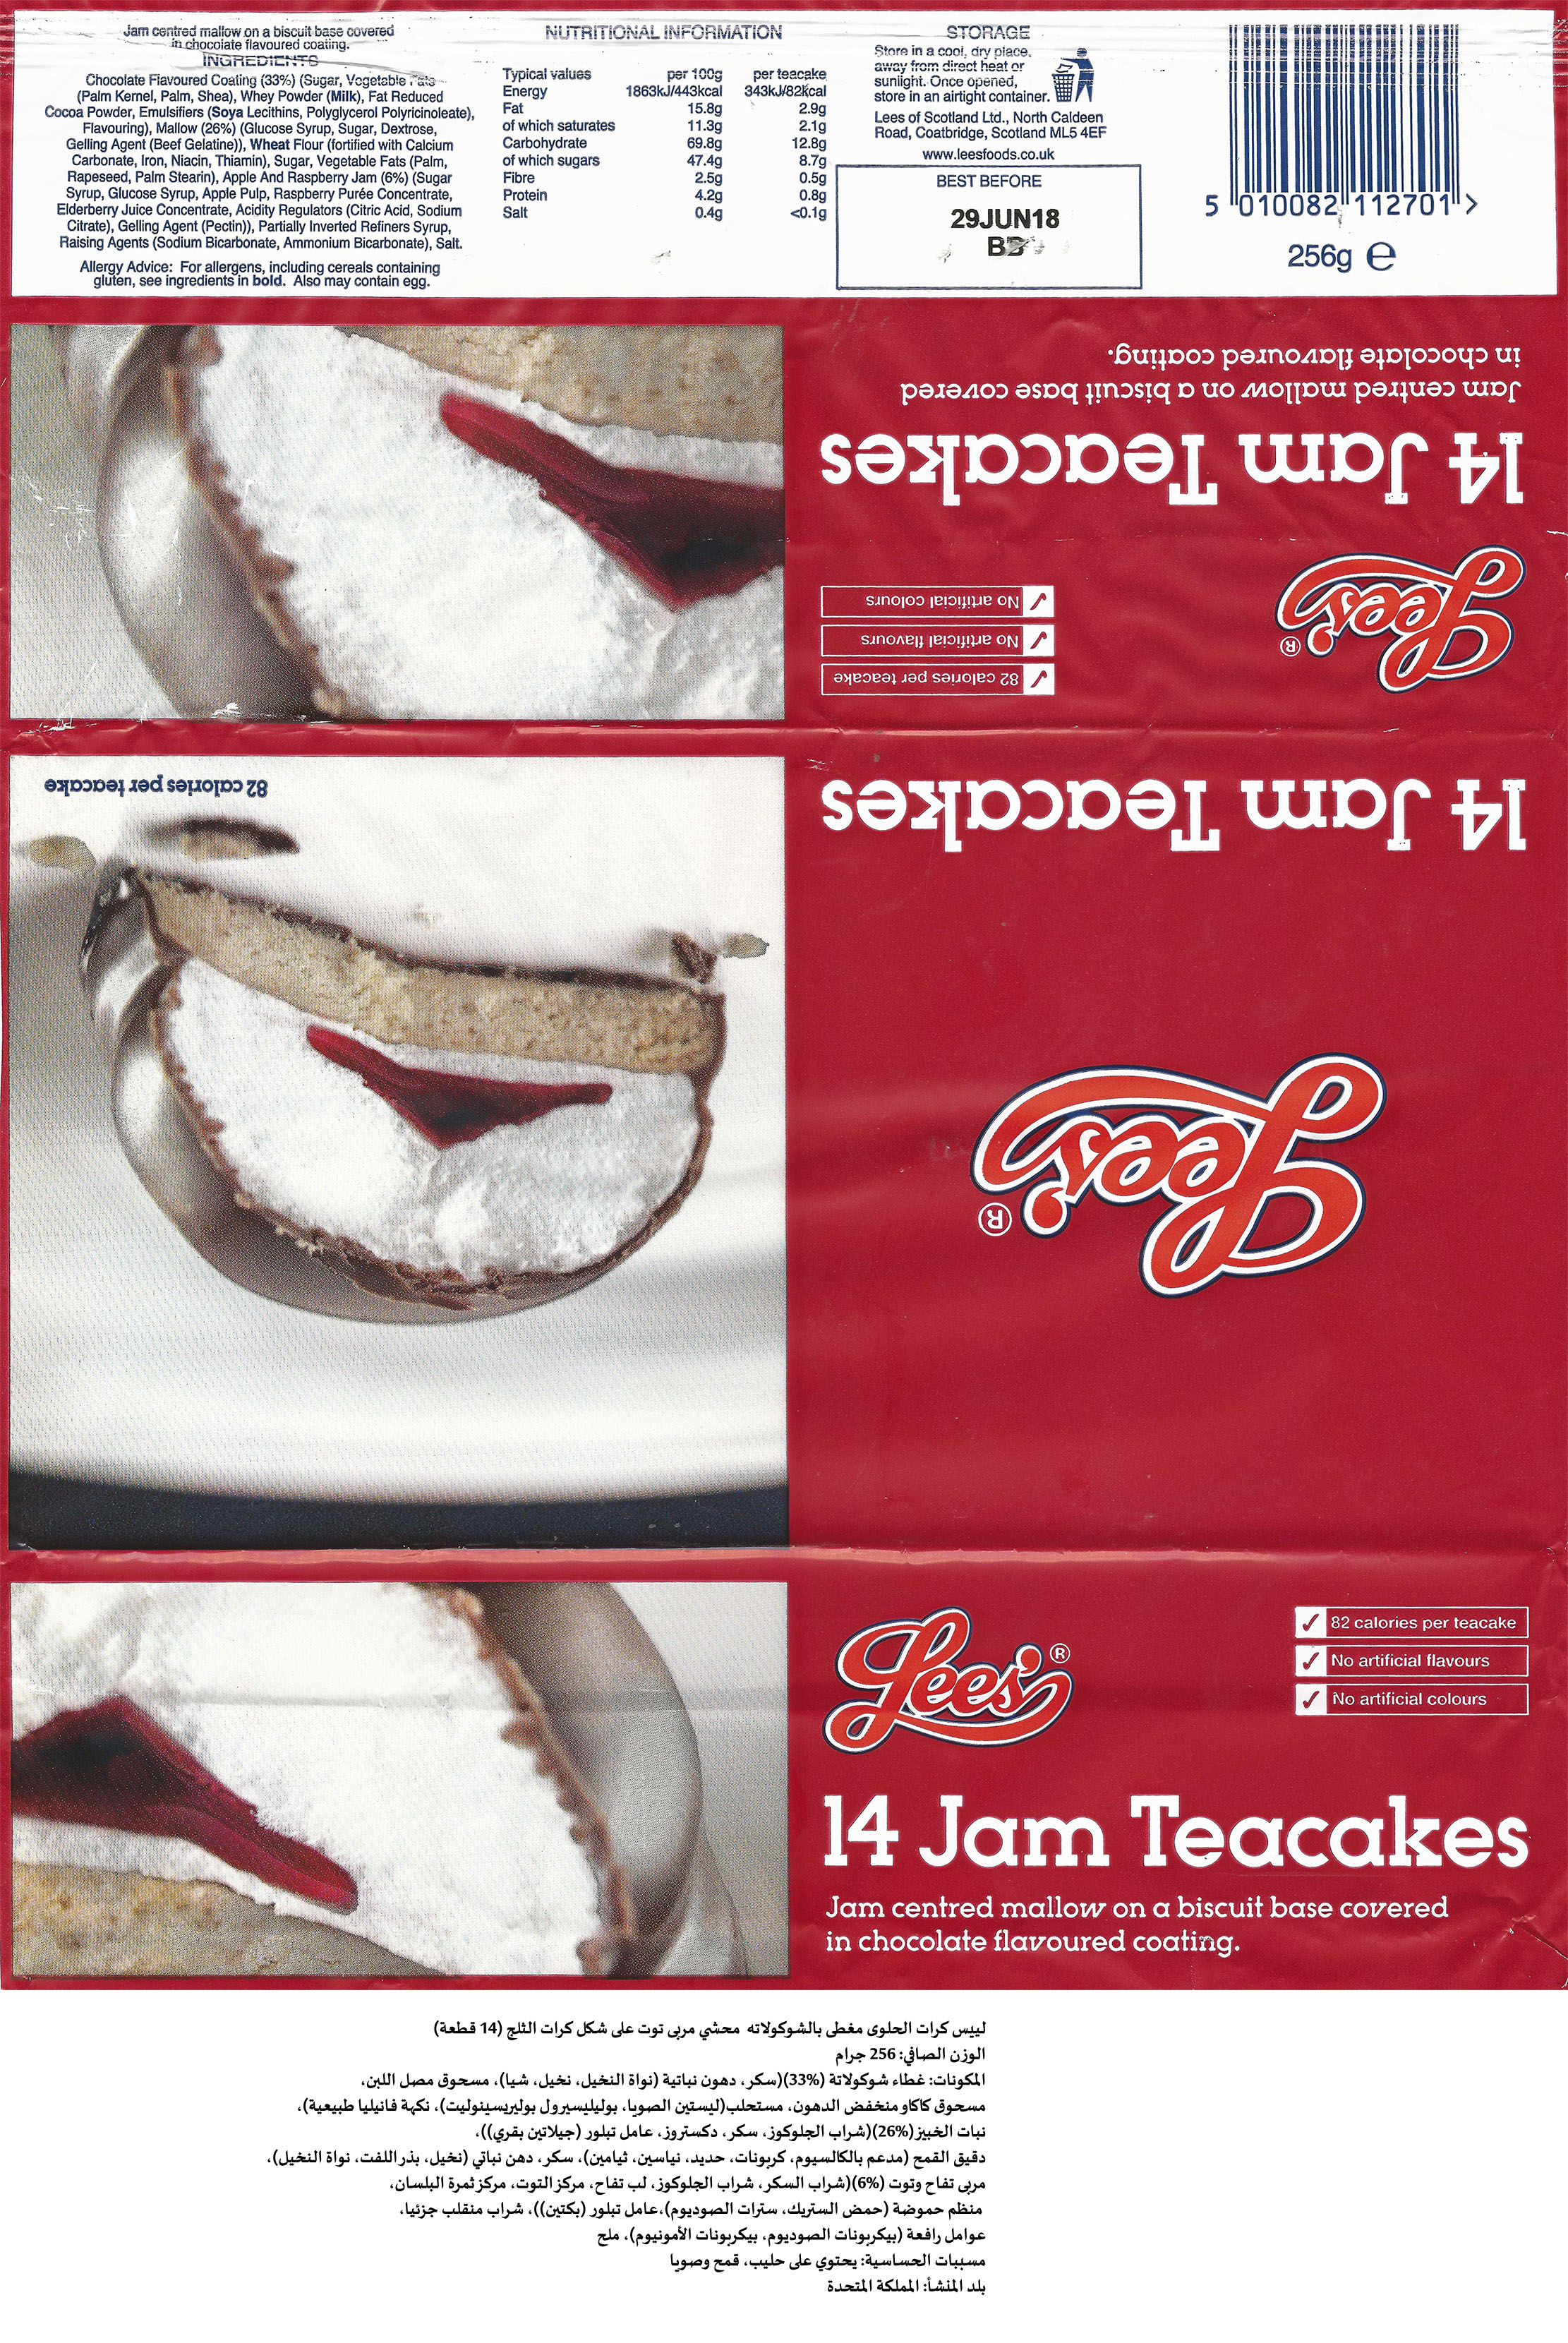 Jam centred mallow on a biscuit base covered
in chocolate flavoured coating.
INGREDIENTS
Chocolate Flavoured Coating (33%) (Sugar, Vegetable Fats
(Palm Kernel, Palm, Shea), Whey Powder (Milk), Fat Reduced
Cocoa Powder, Emulsifiers (Soya Lecithins, Polyglycerol Polyricinoleate),
Flavouring), Mallow (26%) (Glucose Syrup, Sugar, Dextrose,
Gelling Agent (Beef Gelatine)), Wheat Flour (fortified with Calcium
Carbonate, Iron, Niacin, Thiamin), Sugar, Vegetable Fats (Palm,
Rapeseed, Palm Stearin), Apple And Raspberry Jam (6%) (Sugar
Syrup, Glucose Syrup, Apple Pulp, Raspberry Purée Concentrate,
Elderberry Juice Concentrate, Acidity Regulators (Citric Acid, Sodium
Citrate), Gelling Agent (Pectin)), Partially Inverted Refiners Syrup,
Raising Agents (Sodium Bicarbonate, Ammonium Bicarbonate), Salt.
Allergy Advice: For allergens, including cereals containing
gluten, see ingredients in bold. Also may contain egg.
NUTRITIONAL INFORMATION
Typical values per 100g per teacake
Energy 1863kJ/443kcal 343kJ/82kcal
Fat 15.8g 2.9g
of which saturates 11.3g 2.1g
Carbohydrate 69.8g 12.8g
of which sugars 47.4g 8.7g
Fibre 2.5g 0.5g
Protein 4.2g 0.8g
Salt 0.4g <0.1g
STORAGE
Store in a cool, dry place,
away from direct heat or
sunlight. Once opened,
store in an airtight container.
Lees of Scotland Ltd., North Caldeen
Road, Coatbridge, Scotland ML5 4EF
www.leesfoods.co.uk
BEST BEFORE
29JUN18
BB
5 010082 112701 >
256g e
Lees'®
82 calories per teacake
No artificial flavours
No artificial colours
14 Jam Teacakes
Jam centred mallow on a biscuit base covered
in chocolate flavoured coating.
82 calories per teacake
14 Jam Teacakes
Lees'®
Lees'®
82 calories per teacake
No artificial flavours
No artificial colours
14 Jam Teacakes
Jam centred mallow on a biscuit base covered
in chocolate flavoured coating.
لييس كرات الحلوى مغطى بالشوكولاته محشي مربى توت على شكل كرات الثلج (14 قطعة)
الوزن الصافي: 256 جرام
المكونات: غطاء شوكولاتة (33%)(سكر، دهون نباتية (نواة النخيل، نخيل، شيا)، مسحوق مصل اللبن،
مسحوق كاكاو منخفض الدهون، مستحلب(ليستين الصويا، بوليليسيرول بوليريسينوليت)، نكهة فانيليا طبيعية)،
نبات الخبيز(26%)(شراب الجلوكوز، سكر، دكستروز، عامل تبلور (جيلاتين بقري))،
دقيق القمح (مدعم بالكالسيوم، كربونات، حديد، نياسين، ثيامين)، سكر، دهن نباتي (نخيل، بذر اللفت، نواة النخيل)،
مربى تفاح وتوت (6%)(شراب السكر، شراب الجلوكوز، لب تفاح، مركز التوت، مركز ثمرة البلسان،
منظم حموضة (حمض الستريك، سترات الصوديوم)،عامل تبلور (بكتين))، شراب منقلب جزئيا،
عوامل رافعة (بيكربونات الصوديوم، بيكربونات الأمونيوم)، ملح
مسببات الحساسية: يحتوي على حليب، قمح وصويا
بلد المنشأ: المملكة المتحدة